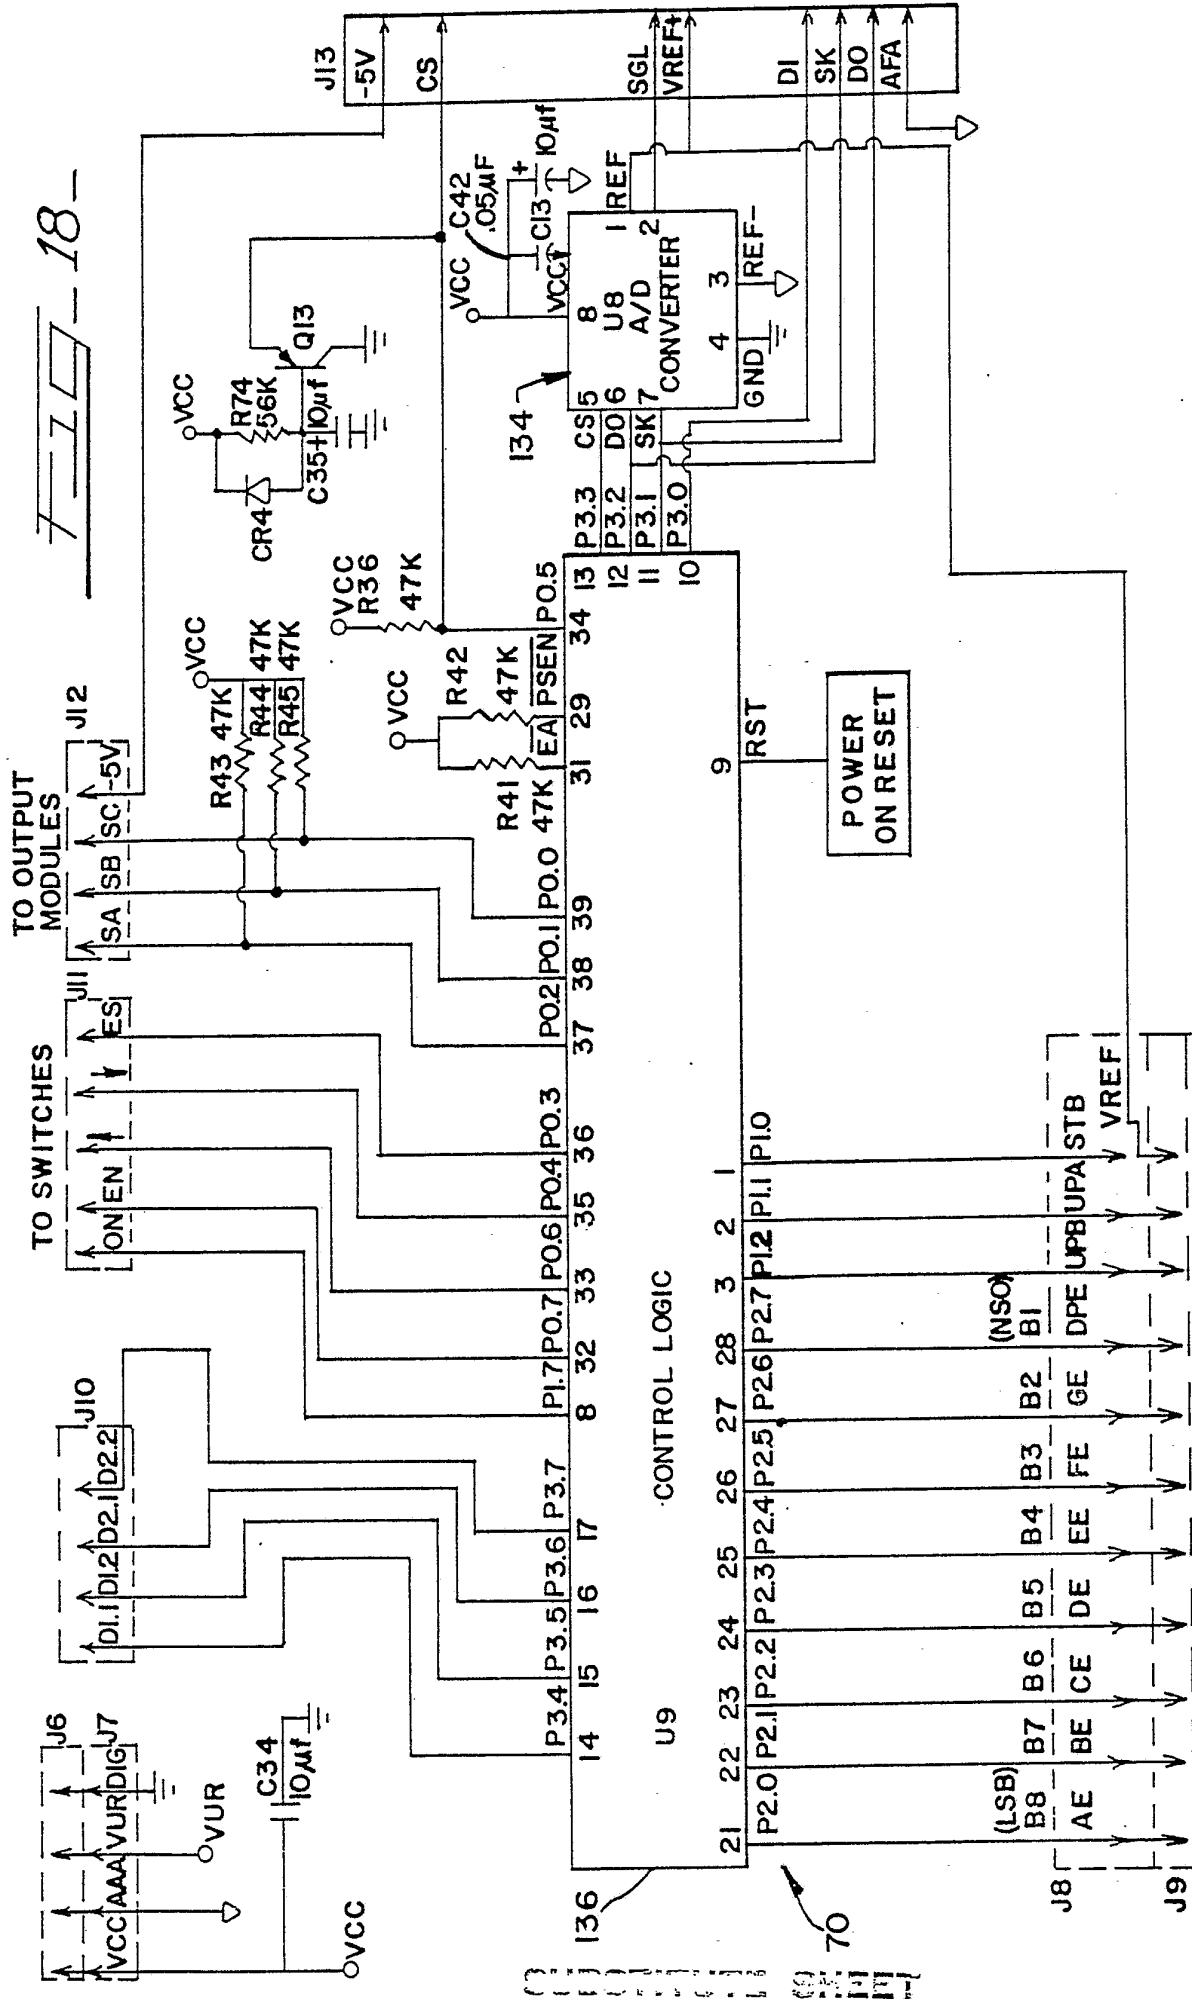 FIG-18-
J13
-5V
CS
SGL
VREF+
DI
SK
DO
AFA
TO OUTPUT
MODULES
J12
SA SB SC -5V
TO SWITCHES
J11
ON EN ES
J10
D1.1 D1.2 D2.1 D2.2
J6
J7
VCC AAA VUR DIG
VUR
C34
10μf
VCC
VCC
R43 47K
R44 47K
R45 47K
VCC
R74
56K
CR4
C35+10μf
Q13
VCC
R36
47K
VCC
R41
47K
R42
47K
EA PSEN
VCC
C42
.05μF
C13
+ 10μf
VCC
134
8
U8
A/D
CONVERTER
1 REF
2
3 REF-
4
GND
CS 5
DO 6
SK 7
P3.3
P3.2
P3.1
P3.0
13
12
11
10
P3.4 P3.5 P3.6 P3.7 P1.7 P0.7 P0.6 P0.4 P0.3 P0.2 P0.1 P0.0 P0.5
14 15 16 17 8 32 33 35 36 37 38 39 31 29 34
U9
CONTROL LOGIC
136
70
21 22 23 24 25 26 27 28 3 2 1 9
P2.0 P2.1 P2.2 P2.3 P2.4 P2.5 P2.6 P2.7 P1.2 P1.1 P1.0
RST
POWER
ON RESET
(LSB) (NSO)
B8 B7 B6 B5 B4 B3 B2 B1
J8
AE BE CE DE EE FE GE DPE UPB UPA STB
VREF
J9
SUBSTITUTE SHEET